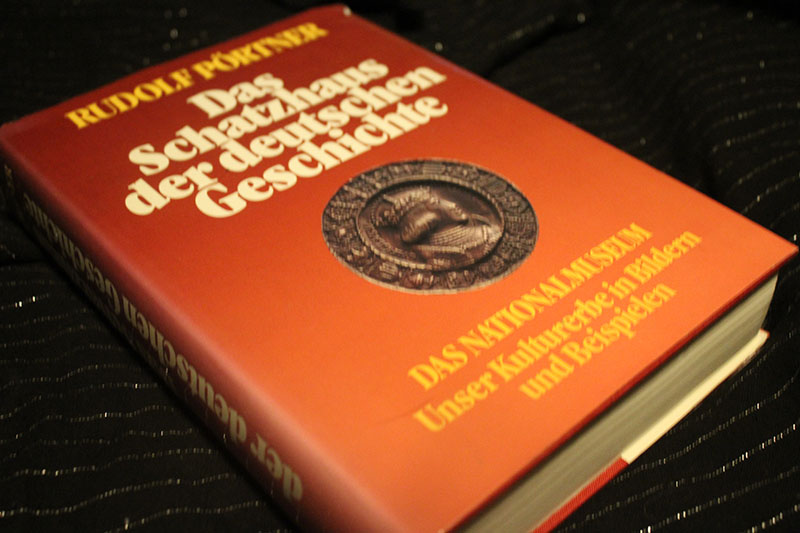 RUDOLF PÖRTNER
Das
Schatzhaus
der deutschen
Geschichte
DAS NATIONALMUSEUM
Unser Kulturerbe in Bildern
und Beispielen
der deutschen Geschichte